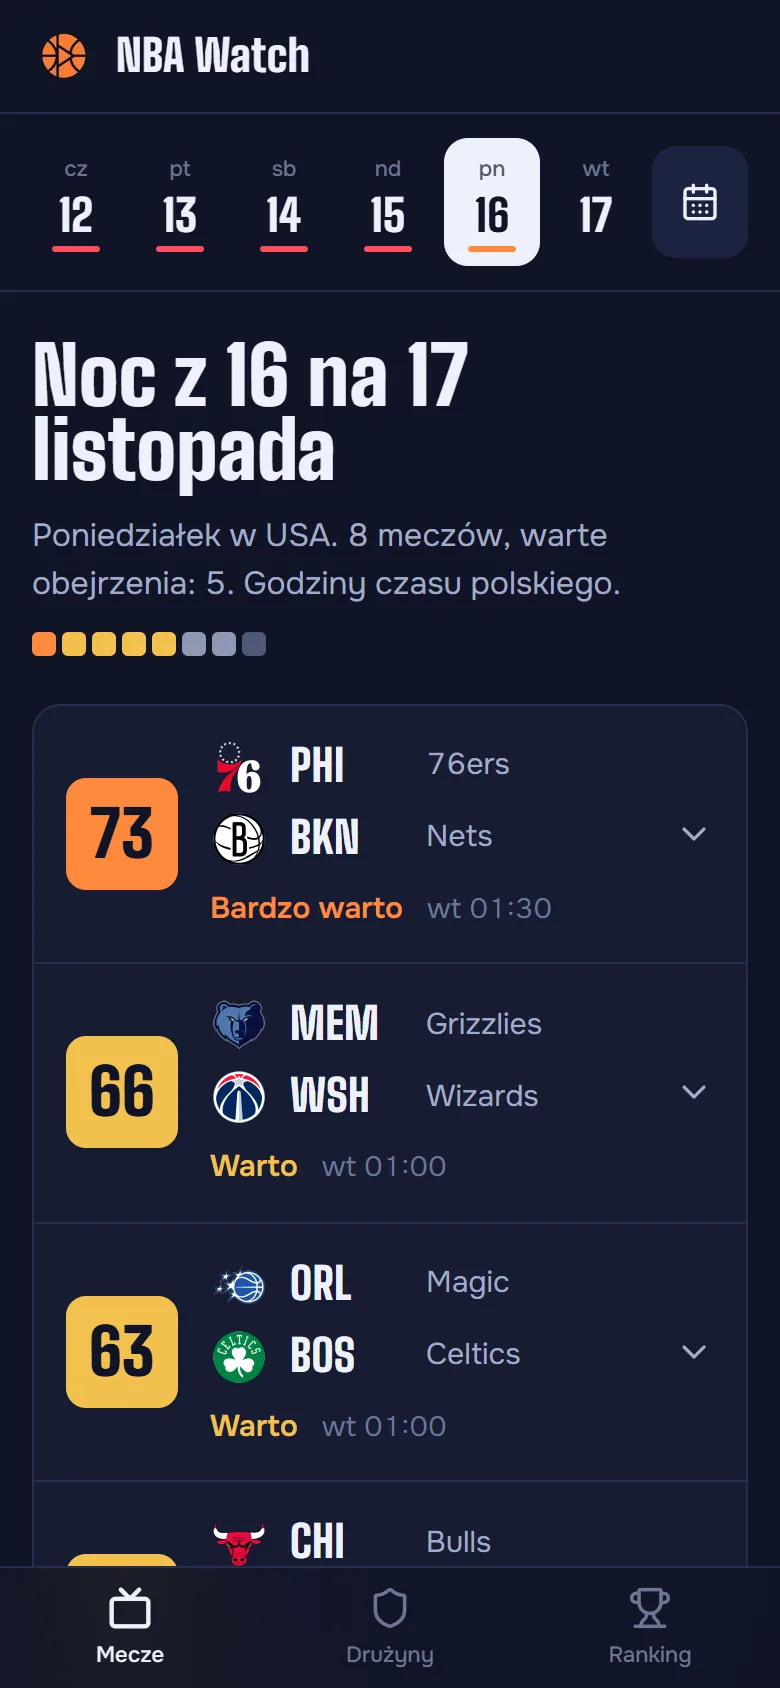 NBA Watch
cz pt sb nd pn wt
12 13 14 15 16 17
Noc z 16 na 17
listopada
Poniedziałek w USA. 8 meczów, warte
obejrzenia: 5. Godziny czasu polskiego.
73
76 PHI 76ers
B BKN Nets
Bardzo warto wt 01:30
66
MEM Grizzlies
WSH Wizards
Warto wt 01:00
63
ORL Magic
CELTICS BOS Celtics
Warto wt 01:00
CHI Bulls
Mecze Drużyny Ranking